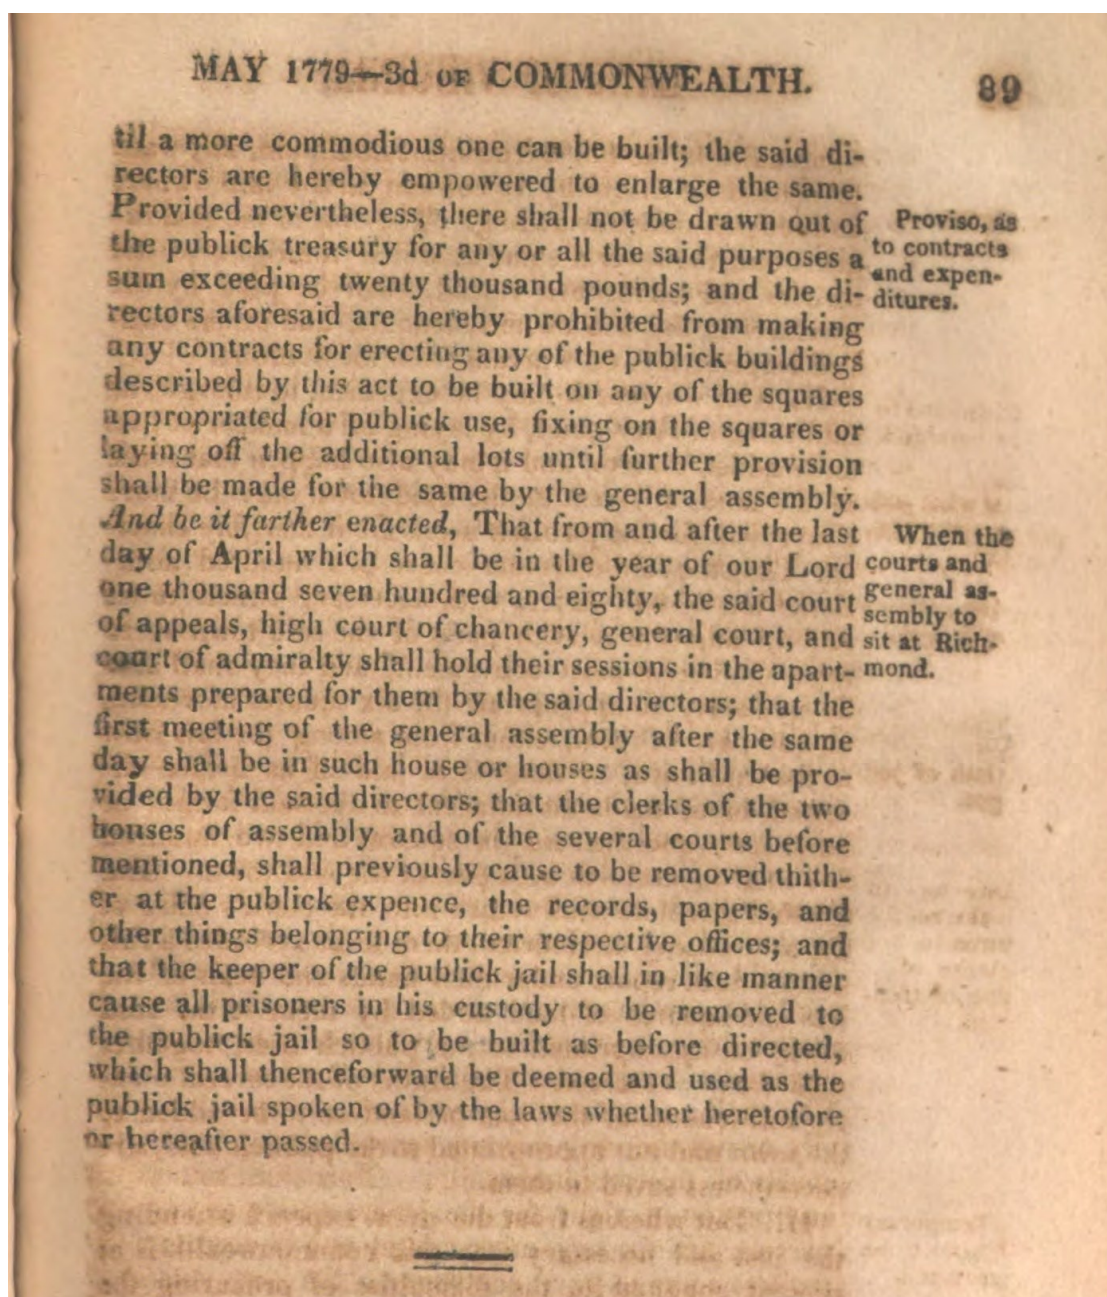 MAY 1779—3d OF COMMONWEALTH.
89
til a more commodious one can be built; the said di-
rectors are hereby empowered to enlarge the same.
Provided nevertheless, there shall not be drawn out of
the publick treasury for any or all the said purposes a
sum exceeding twenty thousand pounds; and the di-
rectors aforesaid are hereby prohibited from making
any contracts for erecting any of the publick buildings
described by this act to be built on any of the squares
appropriated for publick use, fixing on the squares or
laying off the additional lots until further provision
shall be made for the same by the general assembly.
And be it farther enacted, That from and after the last
day of April which shall be in the year of our Lord
one thousand seven hundred and eighty, the said court
of appeals, high court of chancery, general court, and
court of admiralty shall hold their sessions in the apart-
ments prepared for them by the said directors; that the
first meeting of the general assembly after the same
day shall be in such house or houses as shall be pro-
vided by the said directors; that the clerks of the two
houses of assembly and of the several courts before
mentioned, shall previously cause to be removed thith-
er at the publick expence, the records, papers, and
other things belonging to their respective offices; and
that the keeper of the publick jail shall in like manner
cause all prisoners in his custody to be removed to
the publick jail so to be built as before directed,
which shall thenceforward be deemed and used as the
publick jail spoken of by the laws whether heretofore
or hereafter passed.
Proviso, as
to contracts
and expen-
ditures.
When the
courts and
general as-
sembly to
sit at Rich-
mond.